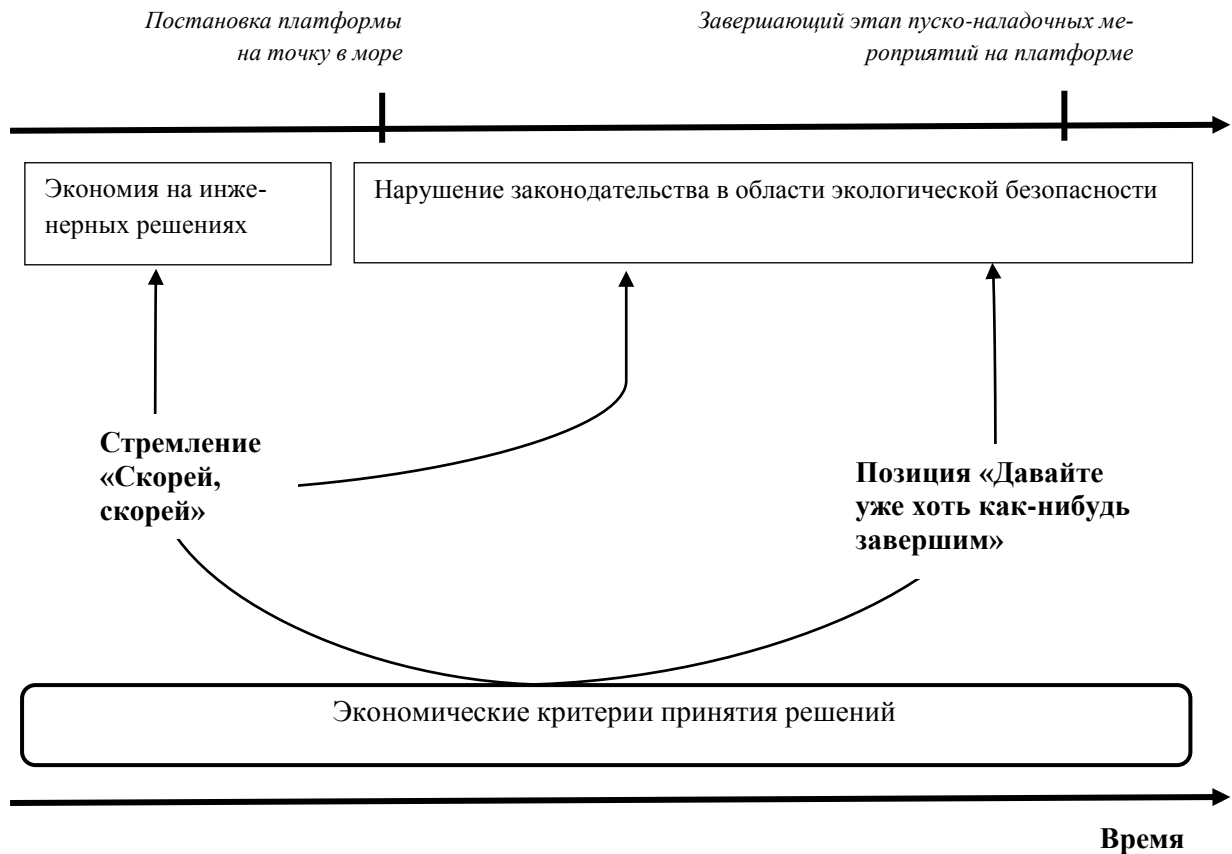 Постановка платформы
на точку в море
Завершающий этап пуско-наладочных ме-
роприятий на платформе
Экономия на инже-
нерных решениях
Нарушение законодательства в области экологической безопасности
Стремление
«Скорей,
скорей»
Позиция «Давайте
уже хоть как-нибудь
завершим»
Экономические критерии принятия решений
Время